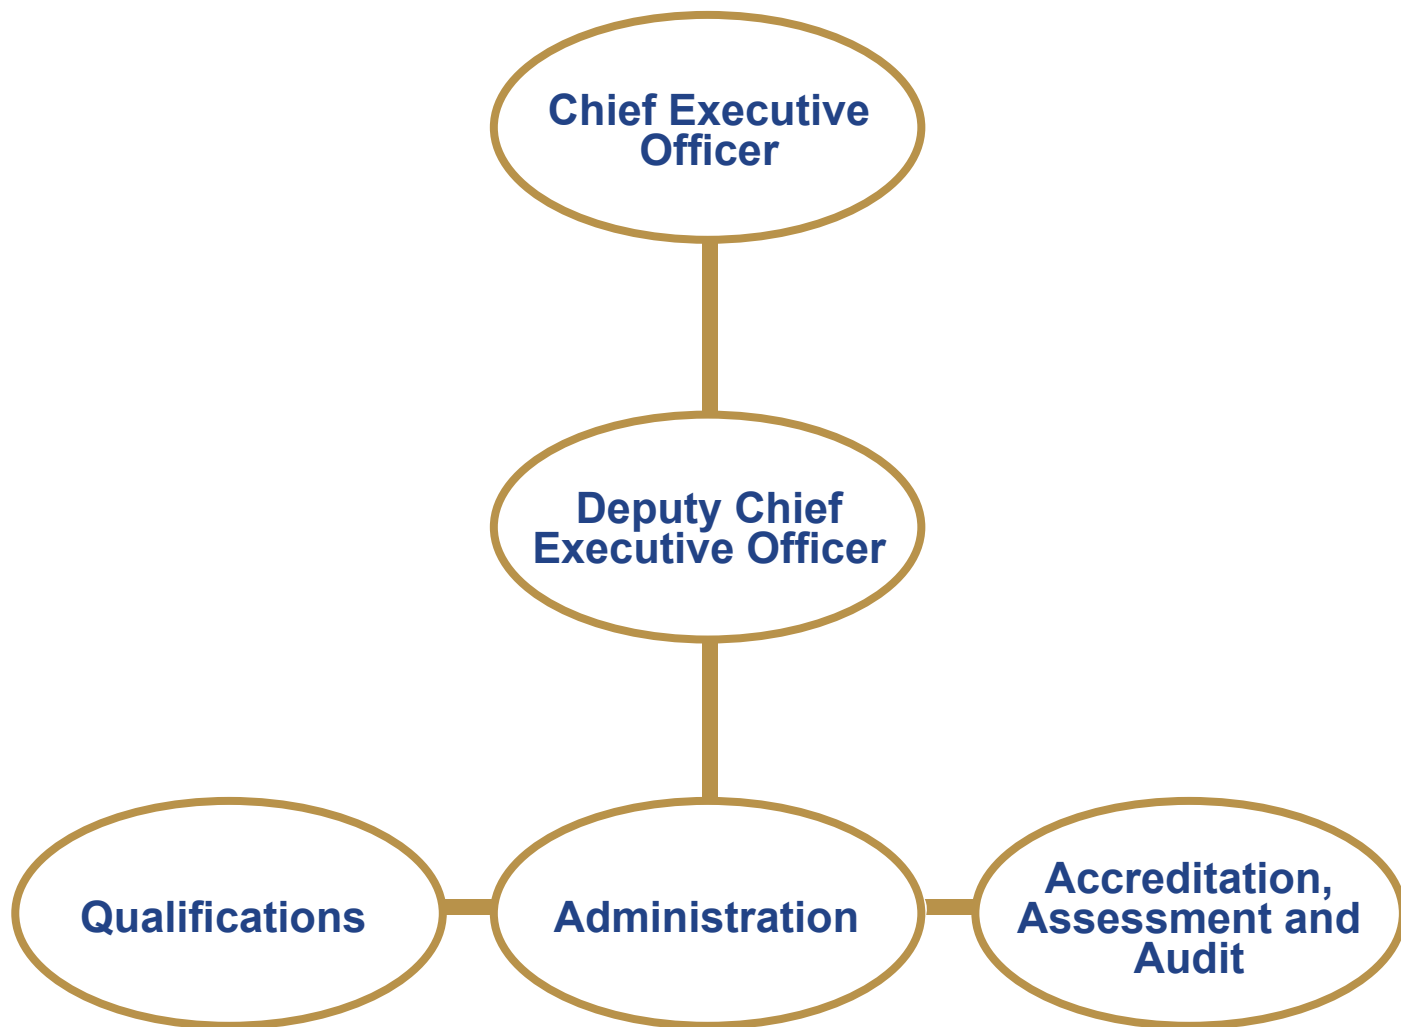 Chief Executive
Officer
Deputy Chief
Executive Officer
Qualifications
Administration
Accreditation,
Assessment and
Audit